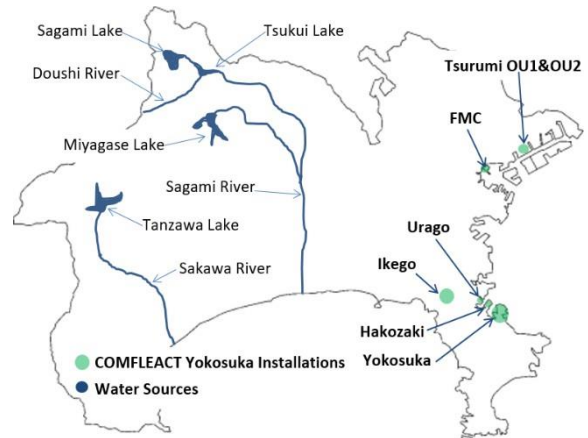 Sagami Lake
Tsukui Lake
Doushi River
Tsurumi OU1&OU2
FMC
Miyagase Lake
Sagami River
Tanzawa Lake
Urago
Ikego
Sakawa River
Hakozaki
COMFLEACT Yokosuka Installations
Yokosuka
Water Sources